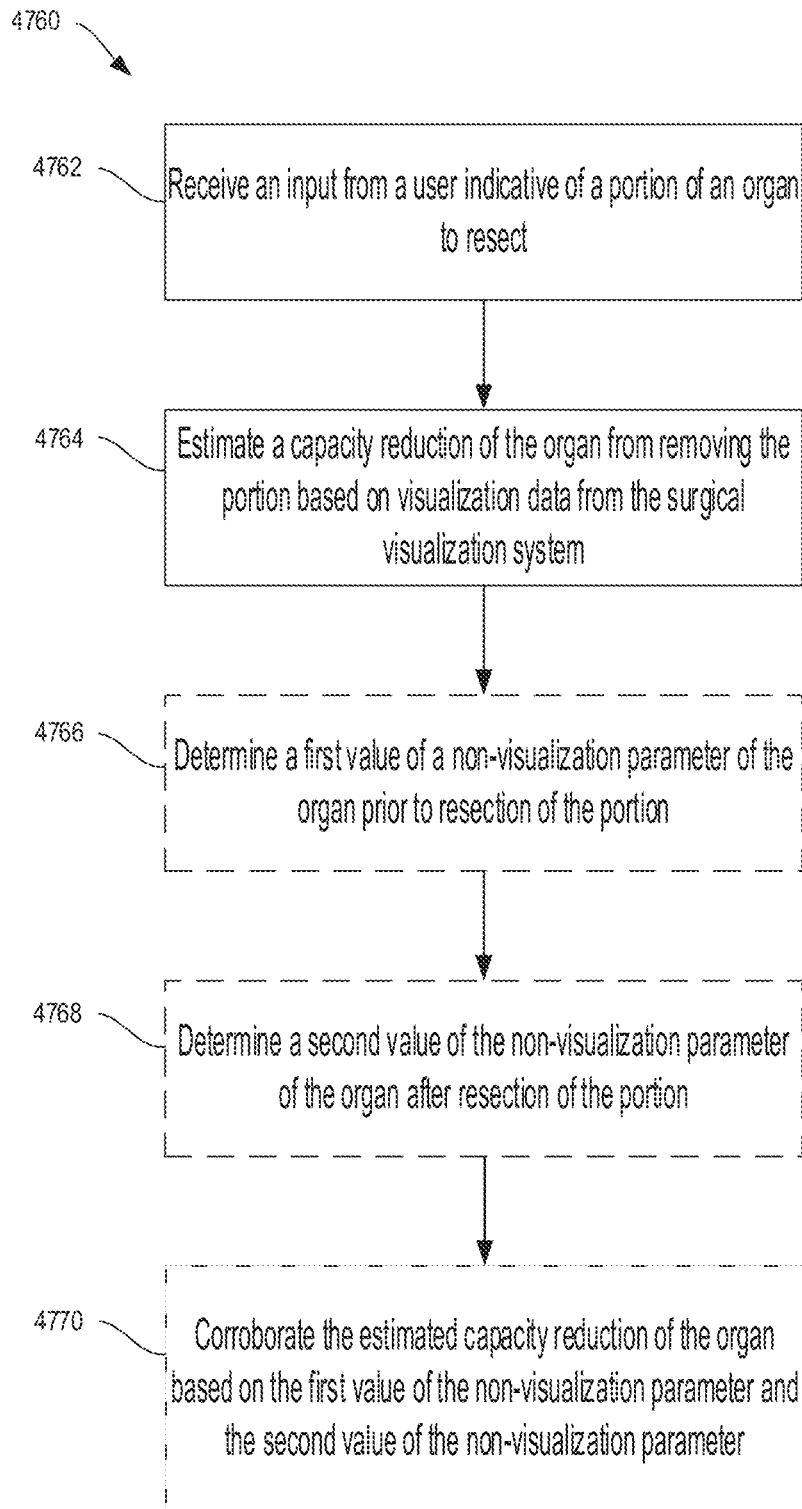 4760
4762
Receive an input from a user indicative of a portion of an organ
to resect
4764
Estimate a capacity reduction of the organ from removing the
portion based on visualization data from the surgical
visualization system
4766
Determine a first value of a non-visualization parameter of the
organ prior to resection of the portion
4768
Determine a second value of the non-visualization parameter
of the organ after resection of the portion
4770
Corroborate the estimated capacity reduction of the organ
based on the first value of the non-visualization parameter and
the second value of the non-visualization parameter